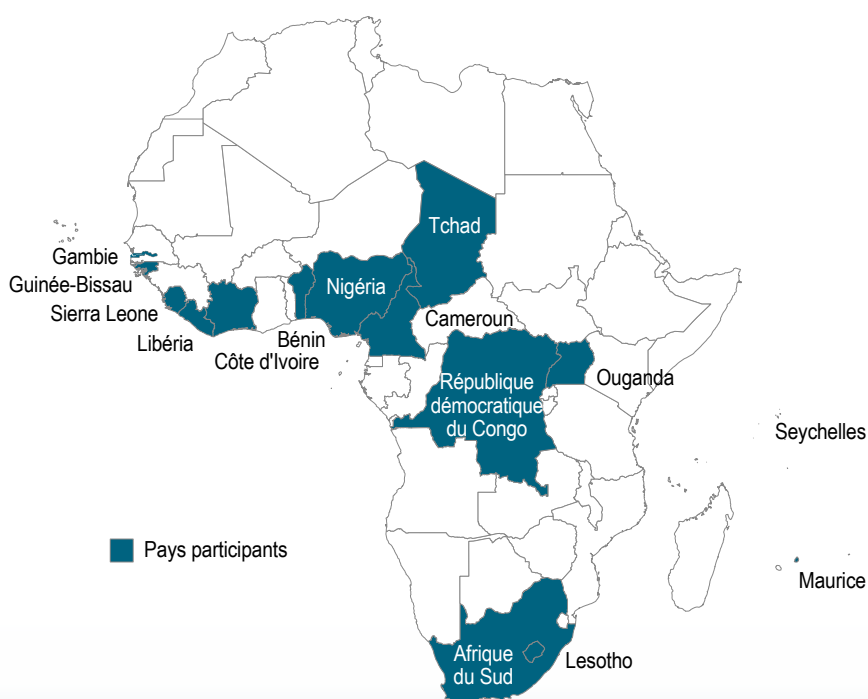 Tchad
Gambie
Nigéria
Guinée-Bissau
Sierra Leone
Cameroun
Bénin
Libéria
Côte d'Ivoire
République
démocratique
du Congo
Ouganda
Seychelles
Pays participants
Maurice
Afrique
du Sud
Lesotho